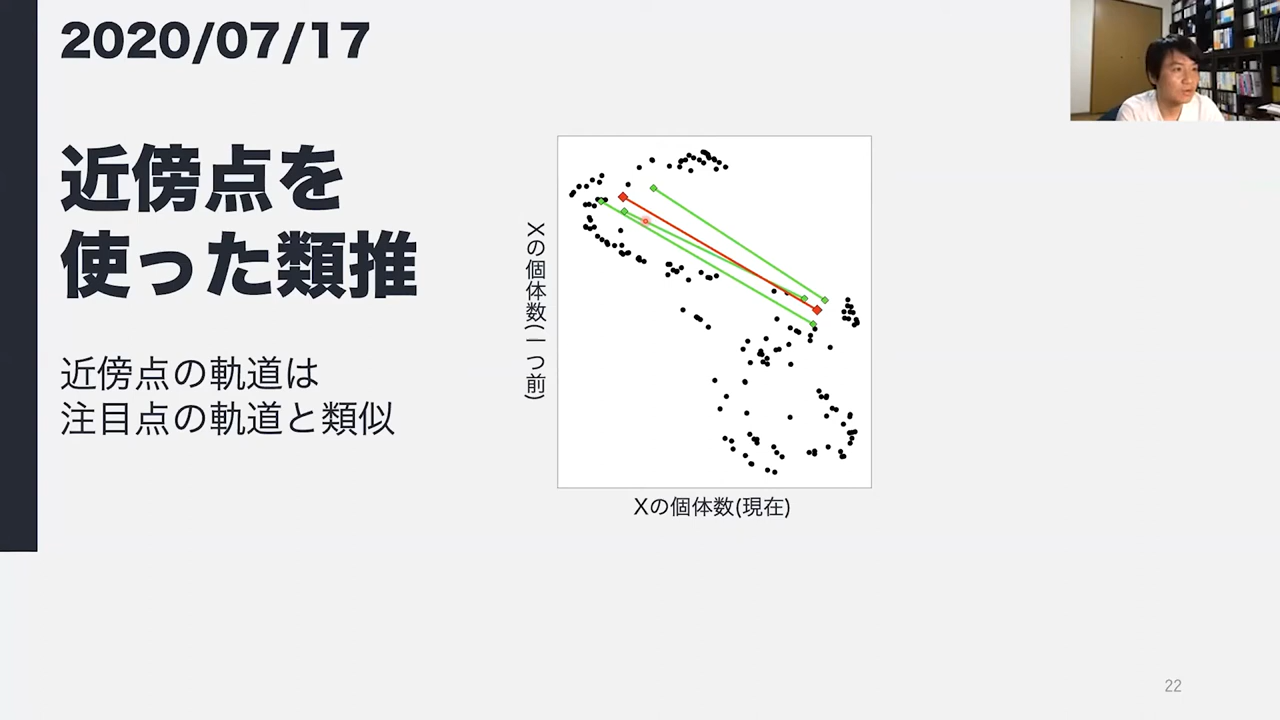 2020/07/17
近傍点を
使った類推
近傍点の軌道は
注目点の軌道と類似
Xの個体数(一つ前)
Xの個体数(現在)
22